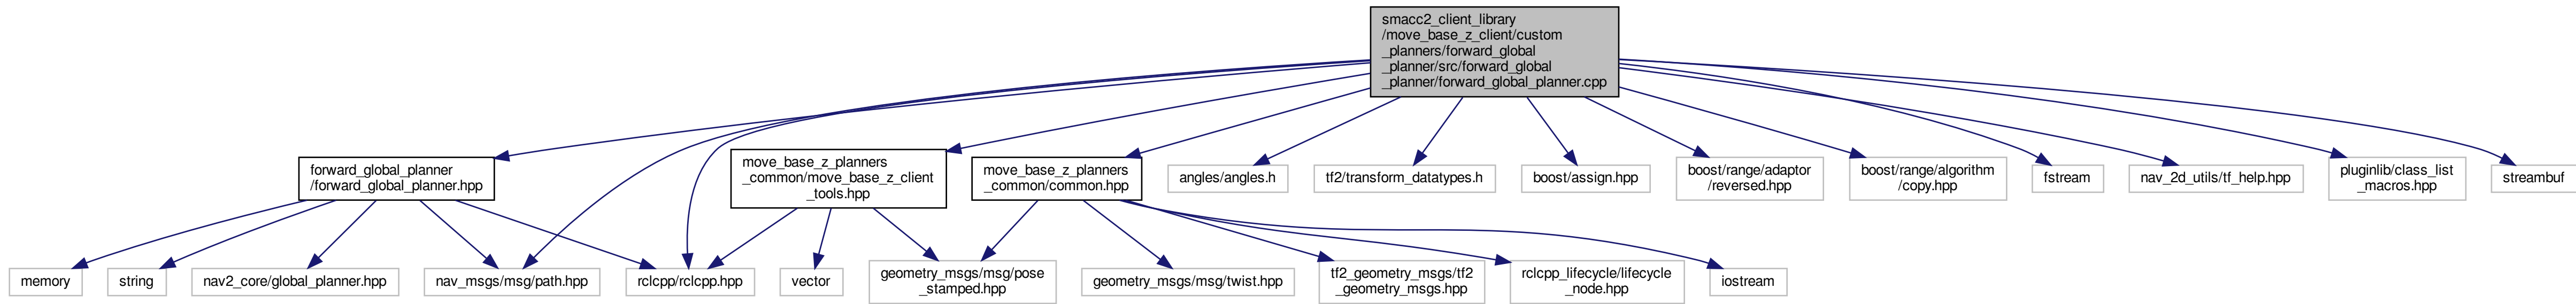 smacc2_client_library
/move_base_z_client/custom
_planners/forward_global
_planner/src/forward_global
_planner/forward_global_planner.cpp
forward_global_planner
/forward_global_planner.hpp
move_base_z_planners
_common/move_base_z_client
_tools.hpp
move_base_z_planners
_common/common.hpp
angles/angles.h
tf2/transform_datatypes.h
boost/assign.hpp
boost/range/adaptor
/reversed.hpp
boost/range/algorithm
/copy.hpp
fstream
nav_2d_utils/tf_help.hpp
pluginlib/class_list
_macros.hpp
streambuf
memory
string
nav2_core/global_planner.hpp
nav_msgs/msg/path.hpp
rclcpp/rclcpp.hpp
vector
geometry_msgs/msg/pose
_stamped.hpp
geometry_msgs/msg/twist.hpp
tf2_geometry_msgs/tf2
_geometry_msgs.hpp
rclcpp_lifecycle/lifecycle
_node.hpp
iostream